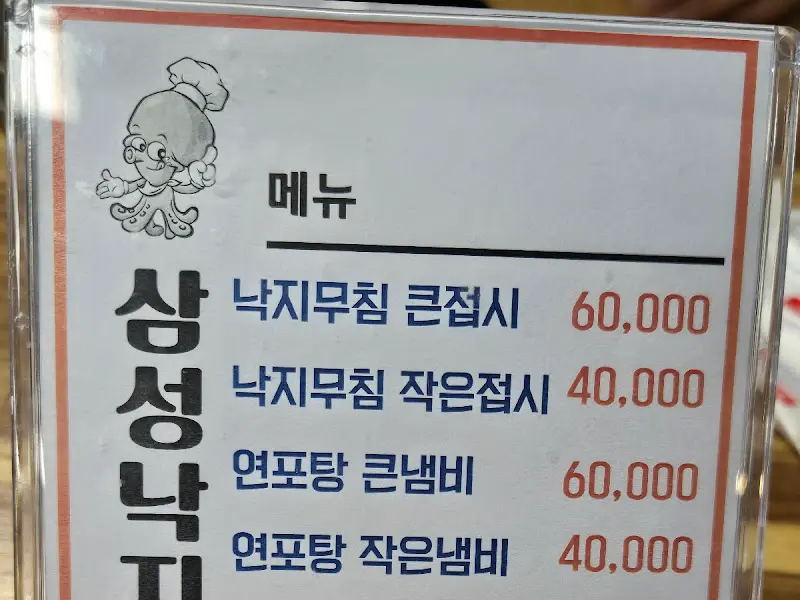 메뉴
삼성낙지
낙지무침 큰접시 60,000
낙지무침 작은접시 40,000
연포탕 큰냄비 60,000
연포탕 작은냄비 40,000